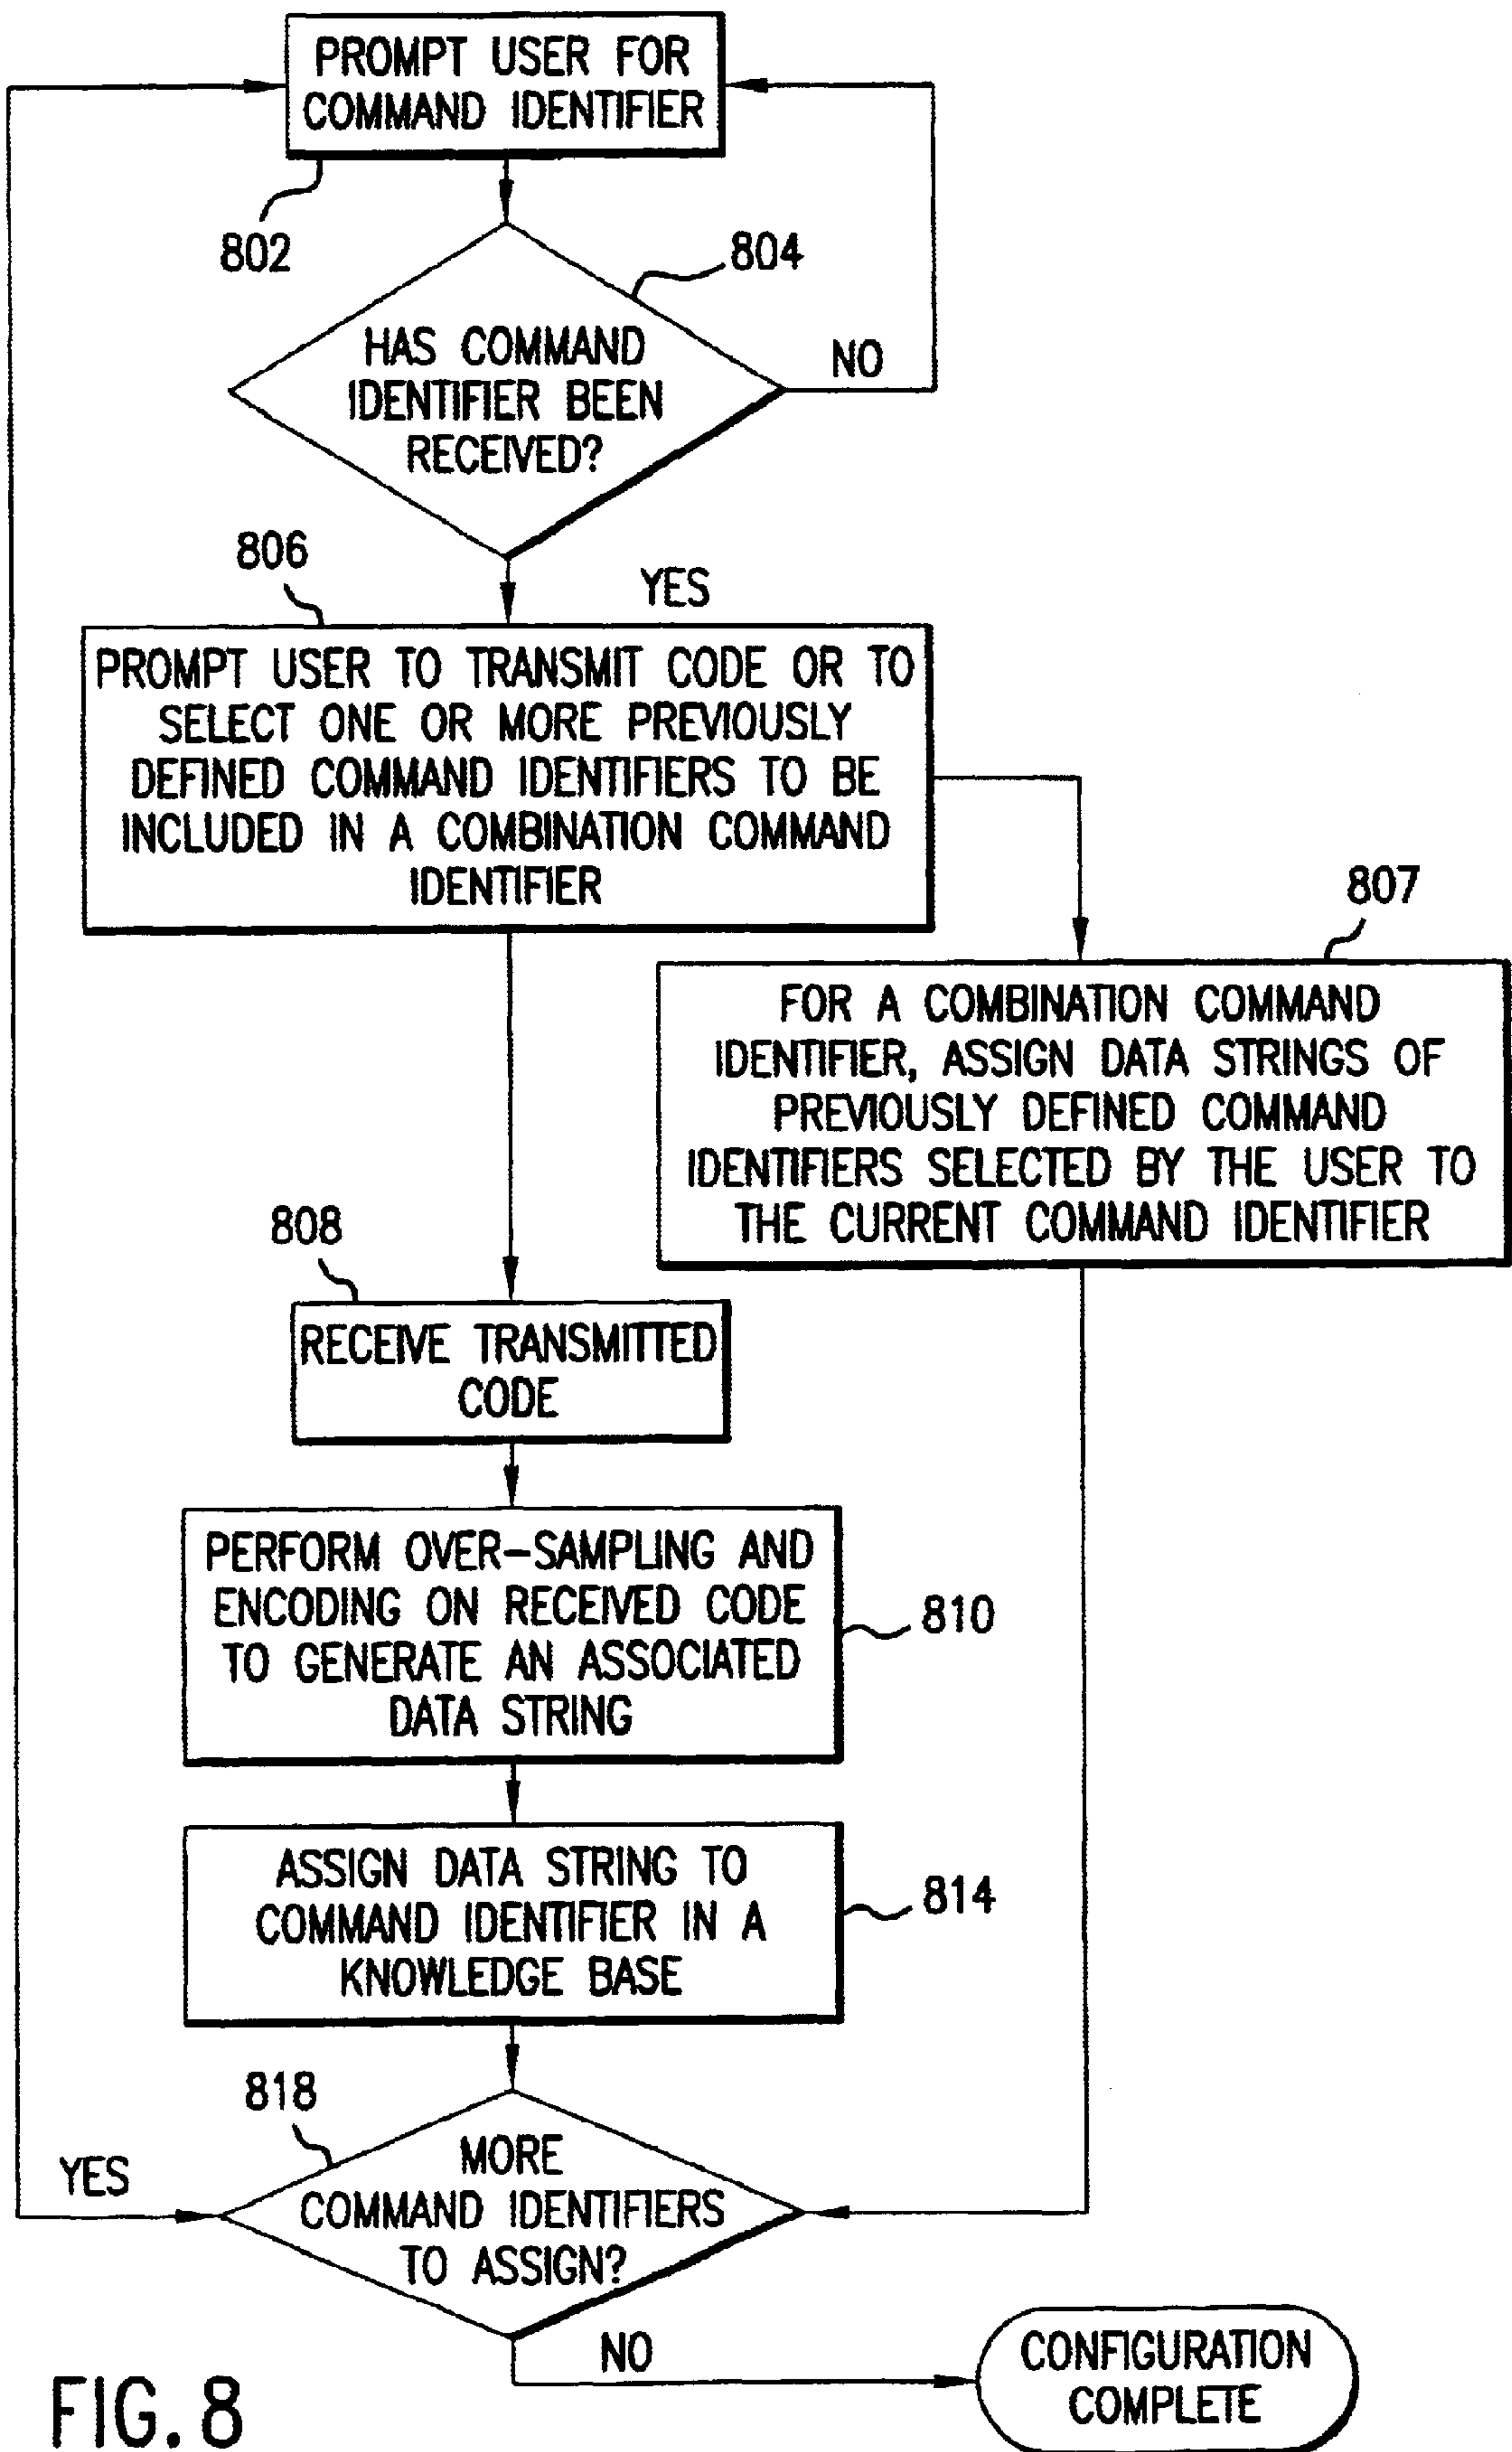 PROMPT USER FOR
COMMAND IDENTIFIER
802
804
HAS COMMAND
IDENTIFIER BEEN
RECEIVED?
NO
806
YES
PROMPT USER TO TRANSMIT CODE OR TO
SELECT ONE OR MORE PREVIOUSLY
DEFINED COMMAND IDENTIFIERS TO BE
INCLUDED IN A COMBINATION COMMAND
IDENTIFIER
807
FOR A COMBINATION COMMAND
IDENTIFIER, ASSIGN DATA STRINGS OF
PREVIOUSLY DEFINED COMMAND
IDENTIFIERS SELECTED BY THE USER TO
THE CURRENT COMMAND IDENTIFIER
808
RECEIVE TRANSMITTED
CODE
PERFORM OVER-SAMPLING AND
ENCODING ON RECEIVED CODE
TO GENERATE AN ASSOCIATED
DATA STRING
810
ASSIGN DATA STRING TO
COMMAND IDENTIFIER IN A
KNOWLEDGE BASE
814
818
YES
MORE
COMMAND IDENTIFIERS
TO ASSIGN?
NO
CONFIGURATION
COMPLETE
FIG. 8